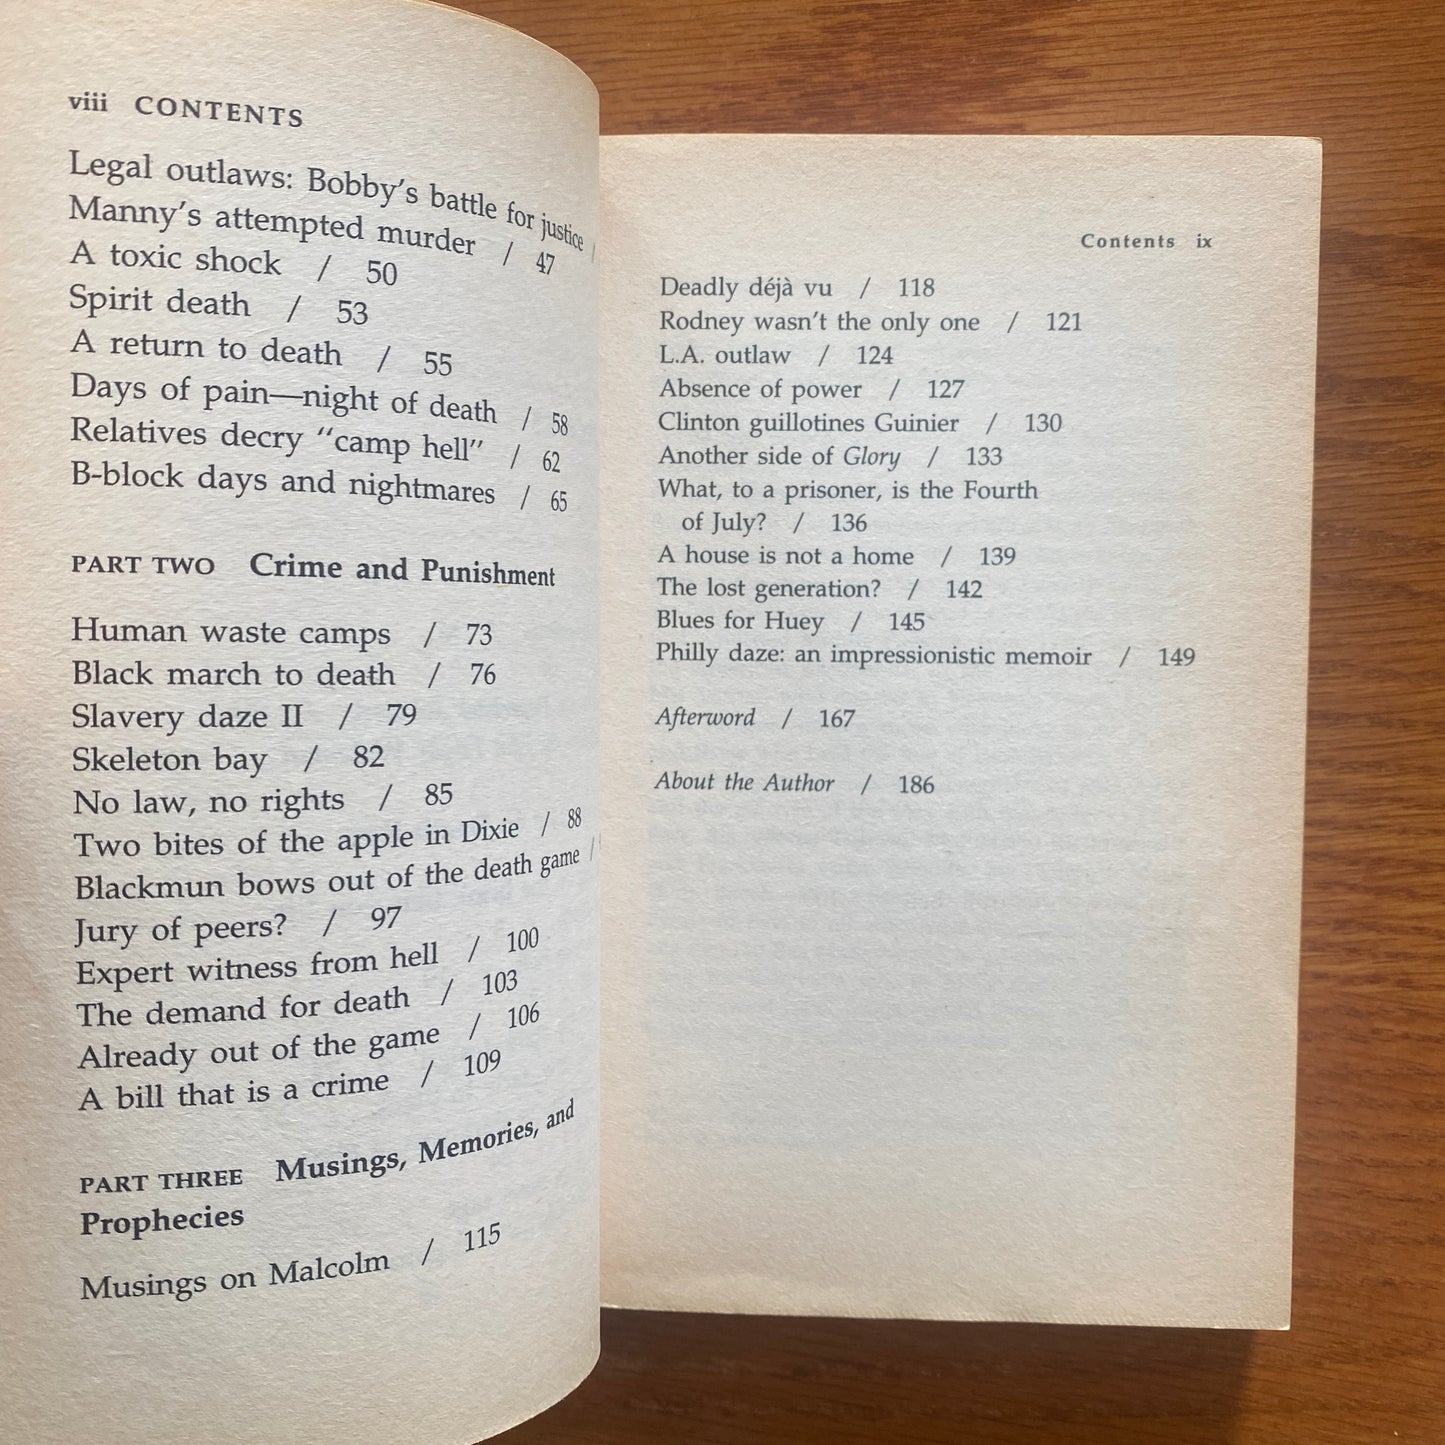 viii CONTENTS
Legal outlaws: Bobby's battle for justice /
Manny's attempted murder / 47
A toxic shock / 50
Spirit death / 53
A return to death / 55
Days of pain—night of death / 58
Relatives decry "camp hell" / 62
B-block days and nightmares / 65
PART TWO Crime and Punishment
Human waste camps / 73
Black march to death / 76
Slavery daze II / 79
Skeleton bay / 82
No law, no rights / 85
Two bites of the apple in Dixie / 88
Blackmun bows out of the death game /
Jury of peers? / 97
Expert witness from hell / 100
The demand for death / 103
Already out of the game / 106
A bill that is a crime / 109
PART THREE Musings, Memories, and
Prophecies
Musings on Malcolm / 115
Contents ix
Deadly déjà vu / 118
Rodney wasn't the only one / 121
L.A. outlaw / 124
Absence of power / 127
Clinton guillotines Guinier / 130
Another side of Glory / 133
What, to a prisoner, is the Fourth
of July? / 136
A house is not a home / 139
The lost generation? / 142
Blues for Huey / 145
Philly daze: an impressionistic memoir / 149
Afterword / 167
About the Author / 186